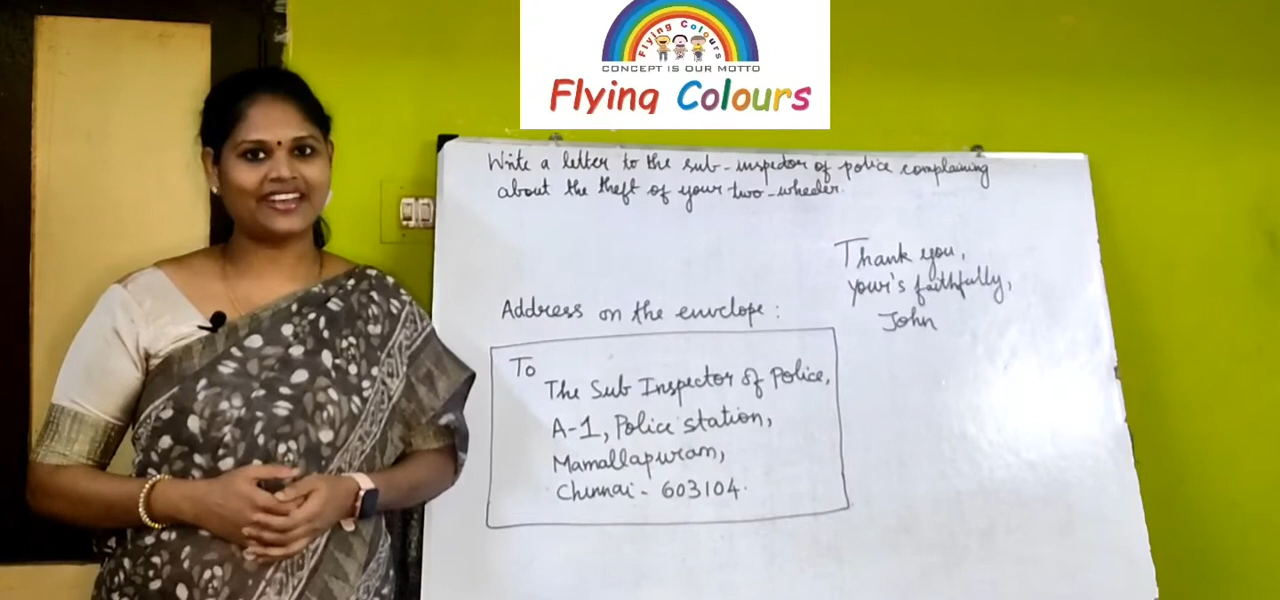 Flying Colours
CONCEPT IS OUR MOTTO
Flying Colours
Write a letter to the sub-inspector of police complaining
about the theft of your two-wheeler.
Thank you,
your's faithfully,
John
Address on the envelope :
To
The Sub Inspector of Police,
A-1, Police station,
Mamallapuram,
Chennai - 603104.